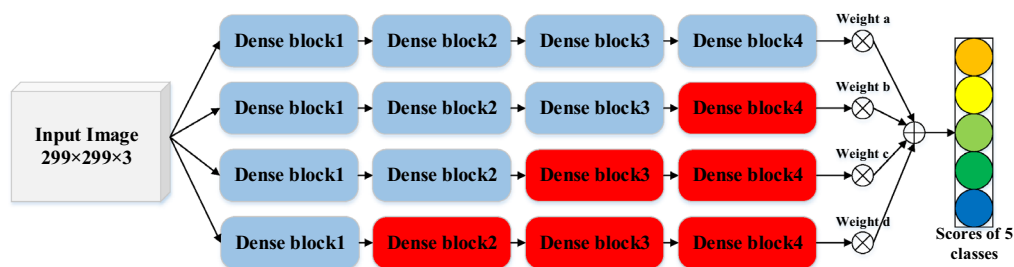 Weight a
Dense block1 Dense block2 Dense block3 Dense block4
Weight b
Dense block1 Dense block2 Dense block3 Dense block4
Input Image
299×299×3
Weight c
Dense block1 Dense block2 Dense block3 Dense block4
Weight d
Dense block1 Dense block2 Dense block3 Dense block4
Scores of 5
classes